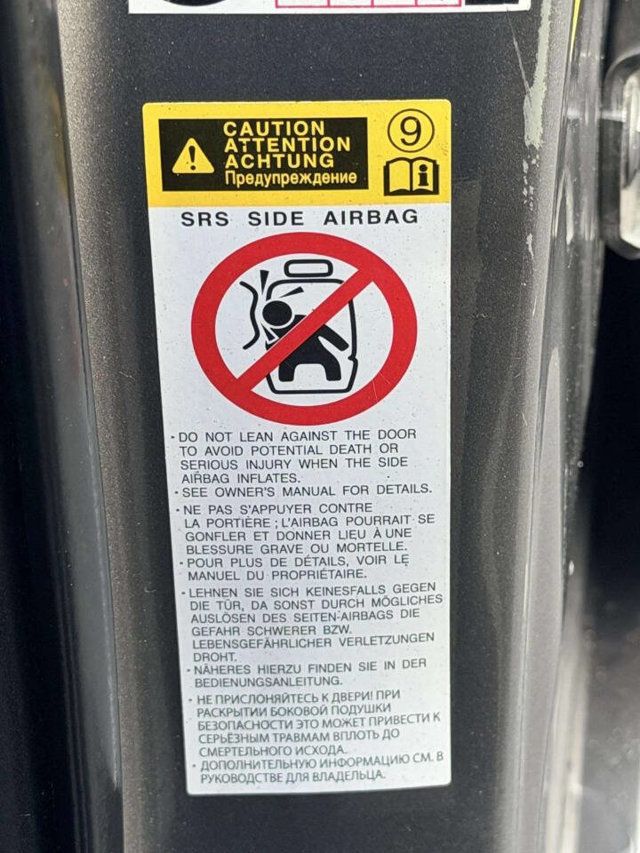 CAUTION
ATTENTION
ACHTUNG
Предупреждение
9
i
SRS SIDE AIRBAG
· DO NOT LEAN AGAINST THE DOOR
TO AVOID POTENTIAL DEATH OR
SERIOUS INJURY WHEN THE SIDE
AIRBAG INFLATES.
· SEE OWNER'S MANUAL FOR DETAILS.
· NE PAS S'APPUYER CONTRE
LA PORTIÈRE ; L'AIRBAG POURRAIT SE
GONFLER ET DONNER LIEU À UNE
BLESSURE GRAVE OU MORTELLE.
· POUR PLUS DE DÉTAILS, VOIR LE
MANUEL DU PROPRIÉTAIRE.
· LEHNEN SIE SICH KEINESFALLS GEGEN
DIE TÜR, DA SONST DURCH MÖGLICHES
AUSLÖSEN DES SEITEN-AIRBAGS DIE
GEFAHR SCHWERER BZW.
LEBENSGEFÄHRLICHER VERLETZUNGEN
DROHT.
· NÄHERES HIERZU FINDEN SIE IN DER
BEDIENUNGSANLEITUNG.
· НЕ ПРИСЛОНЯЙТЕСЬ К ДВЕРИ! ПРИ
РАСКРЫТИИ БОКОВОЙ ПОДУШКИ
БЕЗОПАСНОСТИ ЭТО МОЖЕТ ПРИВЕСТИ К
СЕРЬЁЗНЫМ ТРАВМАМ ВПЛОТЬ ДО
СМЕРТЕЛЬНОГО ИСХОДА.
· ДОПОЛНИТЕЛЬНУЮ ИНФОРМАЦИЮ СМ. В
РУКОВОДСТВЕ ДЛЯ ВЛАДЕЛЬЦА.